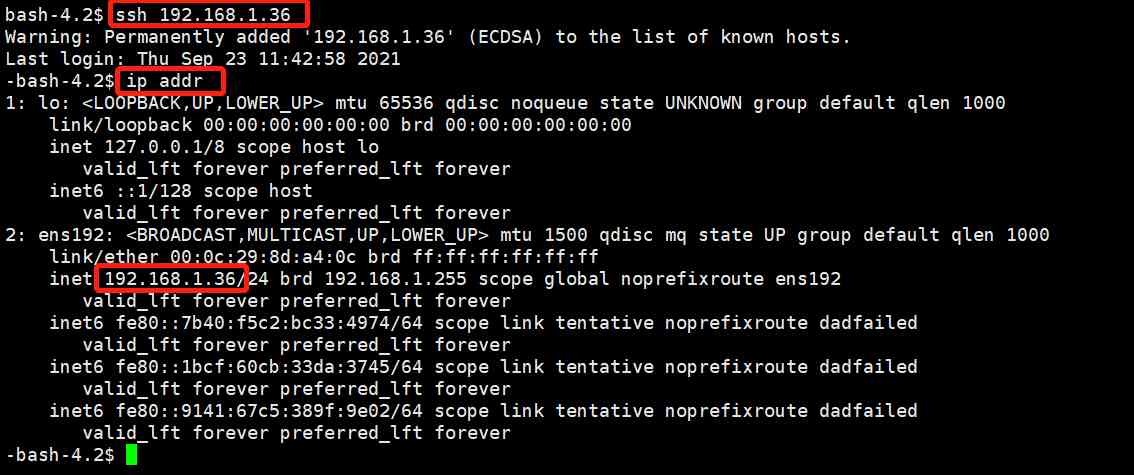 bash-4.2$ ssh 192.168.1.36
Warning: Permanently added '192.168.1.36' (ECDSA) to the list of known hosts.
Last login: Thu Sep 23 11:42:58 2021
-bash-4.2$ ip addr
1: lo: <LOOPBACK,UP,LOWER_UP> mtu 65536 qdisc noqueue state UNKNOWN group default qlen 1000
    link/loopback 00:00:00:00:00:00 brd 00:00:00:00:00:00
    inet 127.0.0.1/8 scope host lo
       valid_lft forever preferred_lft forever
    inet6 ::1/128 scope host
       valid_lft forever preferred_lft forever
2: ens192: <BROADCAST,MULTICAST,UP,LOWER_UP> mtu 1500 qdisc mq state UP group default qlen 1000
    link/ether 00:0c:29:8d:a4:0c brd ff:ff:ff:ff:ff:ff
    inet 192.168.1.36/24 brd 192.168.1.255 scope global noprefixroute ens192
       valid_lft forever preferred_lft forever
    inet6 fe80::7b40:f5c2:bc33:4974/64 scope link tentative noprefixroute dadfailed
       valid_lft forever preferred_lft forever
    inet6 fe80::1bcf:60cb:33da:3745/64 scope link tentative noprefixroute dadfailed
       valid_lft forever preferred_lft forever
    inet6 fe80::9141:67c5:389f:9e02/64 scope link tentative noprefixroute dadfailed
       valid_lft forever preferred_lft forever
-bash-4.2$